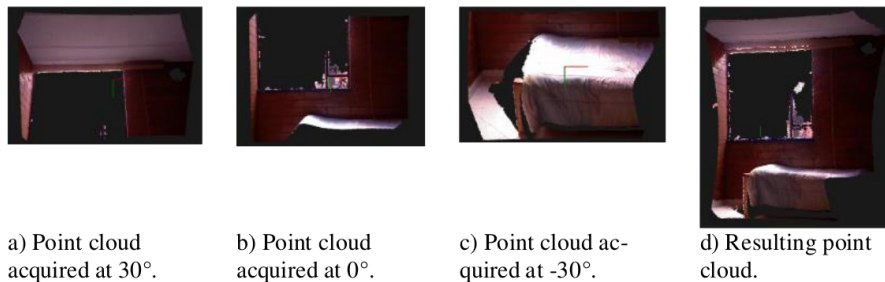 a) Point cloud
acquired at 30°.
b) Point cloud
acquired at 0°.
c) Point cloud ac-
quired at -30°.
d) Resulting point
cloud.